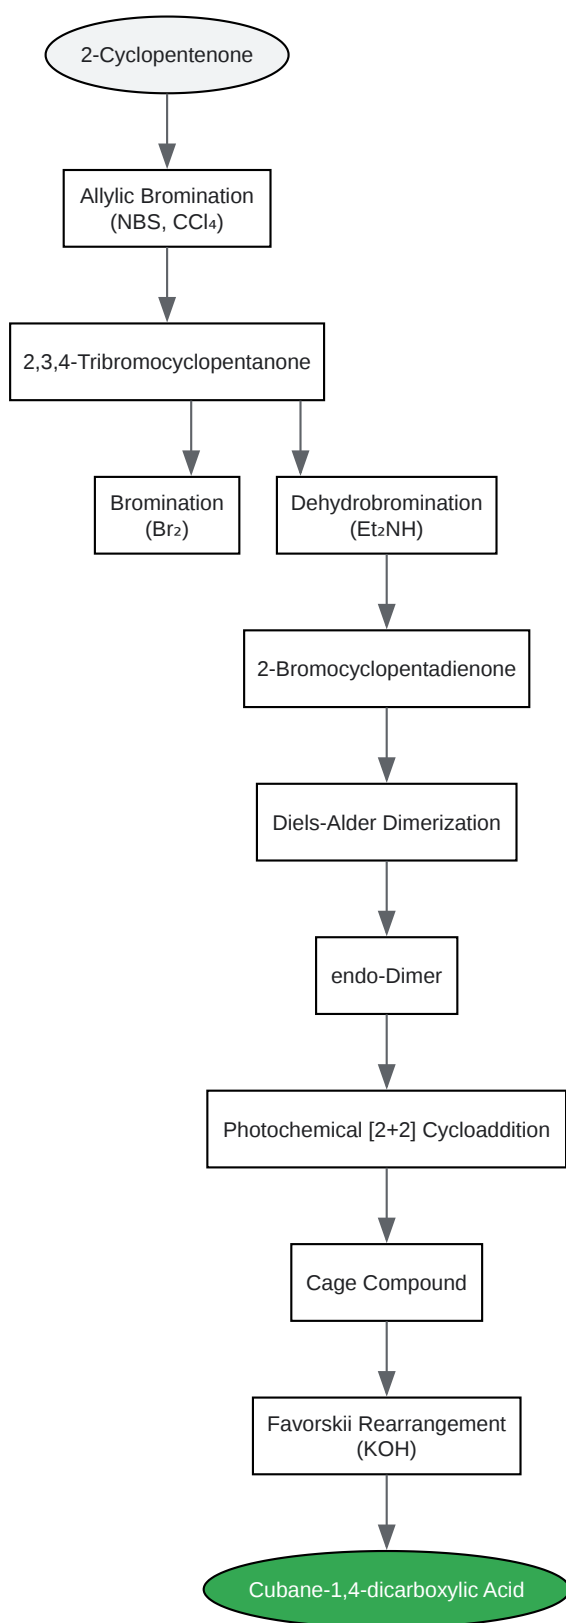 2-Cyclopentenone
Allylic Bromination
(NBS, CCl₄)
2,3,4-Tribromocyclopentanone
Bromination
(Br₂)
Dehydrobromination
(Et₂NH)
2-Bromocyclopentadienone
Diels-Alder Dimerization
endo-Dimer
Photochemical [2+2] Cycloaddition
Cage Compound
Favorskii Rearrangement
(KOH)
Cubane-1,4-dicarboxylic Acid